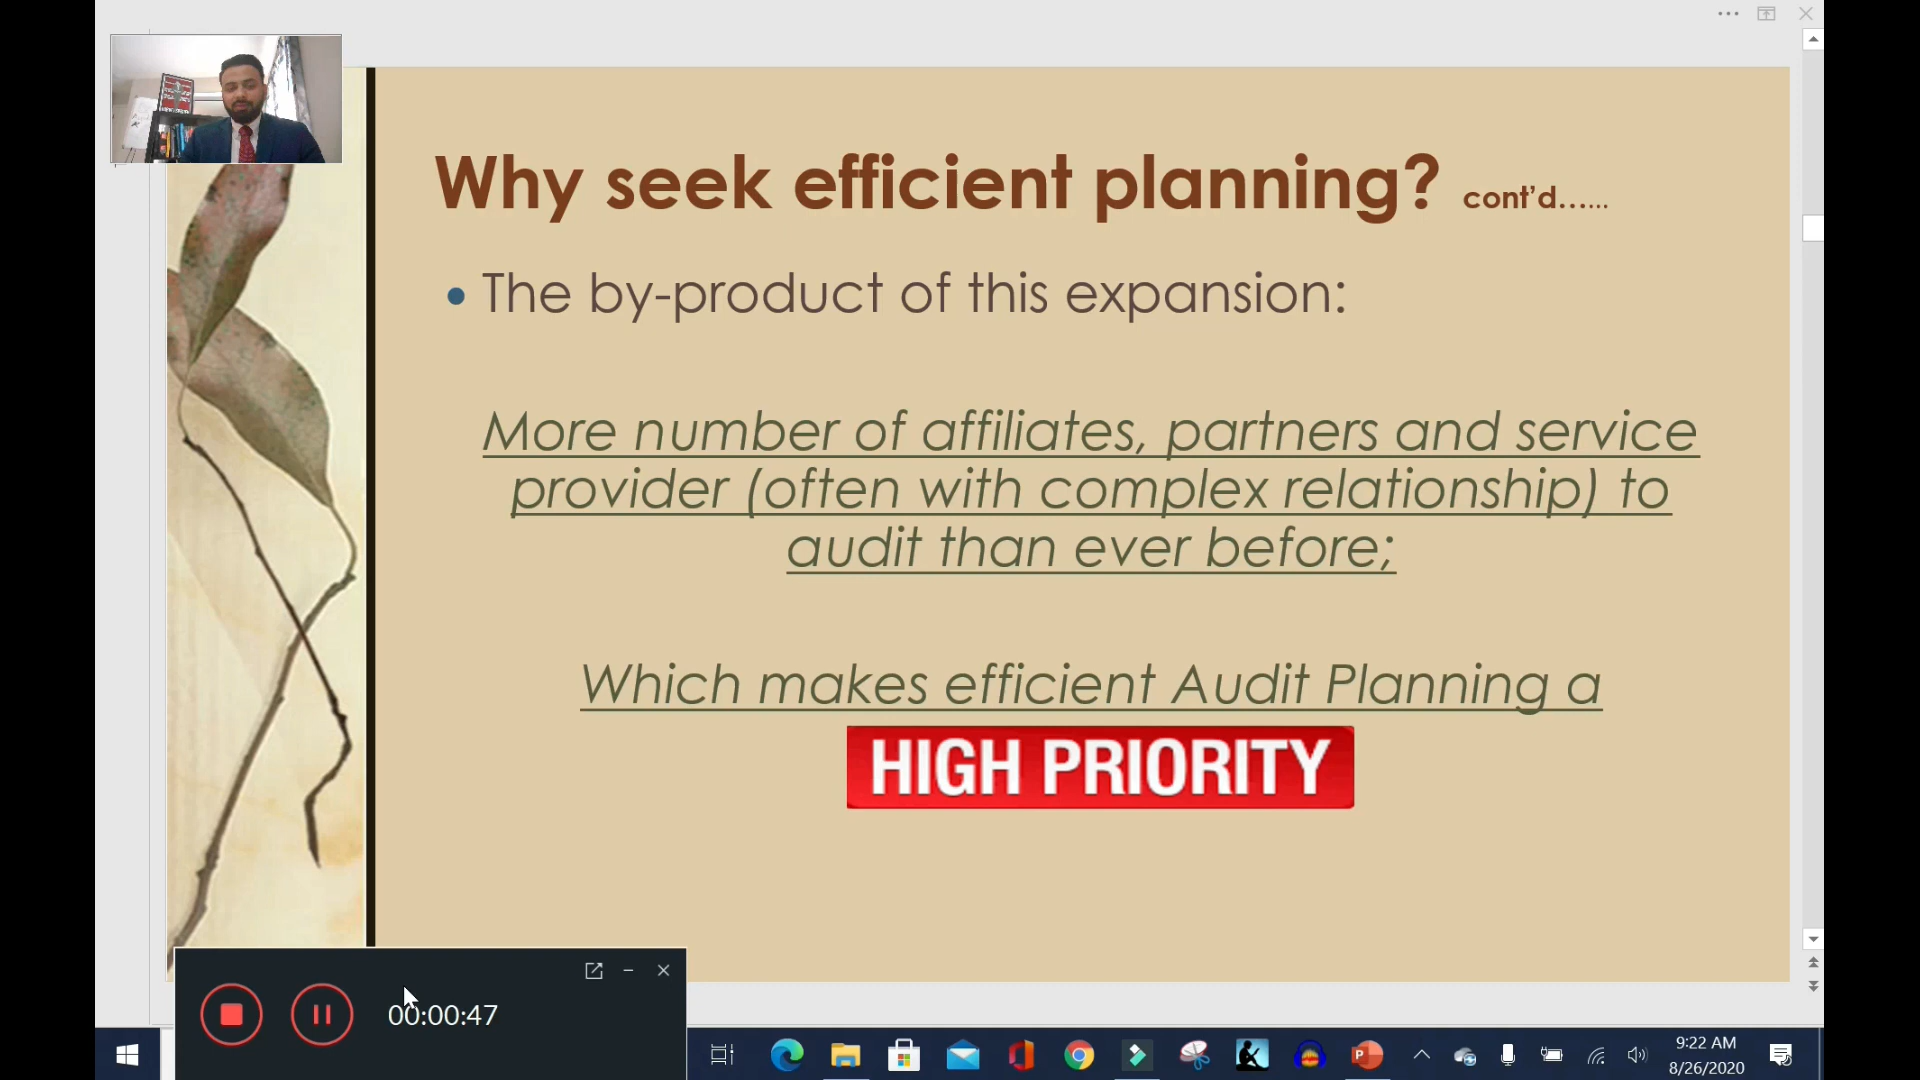 Why seek efficient planning? cont’d……
• The by-product of this expansion:
More number of affiliates, partners and service
provider (often with complex relationship) to
audit than ever before;
Which makes efficient Audit Planning a
HIGH PRIORITY
00:00:47
9:22 AM
8/26/2020